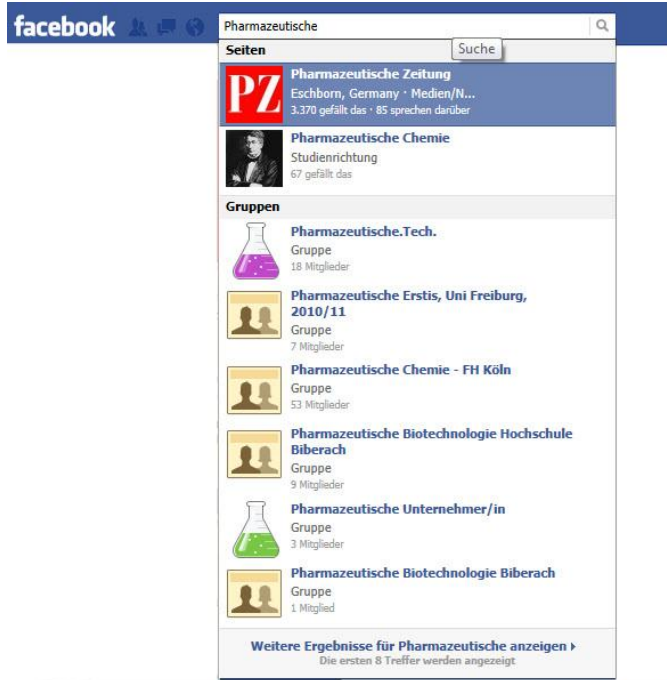 facebook
Pharmazeutische
Suche
Seiten
PZ
Pharmazeutische Zeitung
Eschborn, Germany · Medien/N...
3.370 gefällt das · 85 sprechen darüber
Pharmazeutische Chemie
Studienrichtung
67 gefällt das
Gruppen
Pharmazeutische.Tech.
Gruppe
18 Mitglieder
Pharmazeutische Erstis, Uni Freiburg,
2010/11
Gruppe
7 Mitglieder
Pharmazeutische Chemie - FH Köln
Gruppe
53 Mitglieder
Pharmazeutische Biotechnologie Hochschule
Biberach
Gruppe
9 Mitglieder
Pharmazeutische Unternehmer/in
Gruppe
3 Mitglieder
Pharmazeutische Biotechnologie Biberach
Gruppe
1 Mitglied
Weitere Ergebnisse für Pharmazeutische anzeigen
Die ersten 8 Treffer werden angezeigt